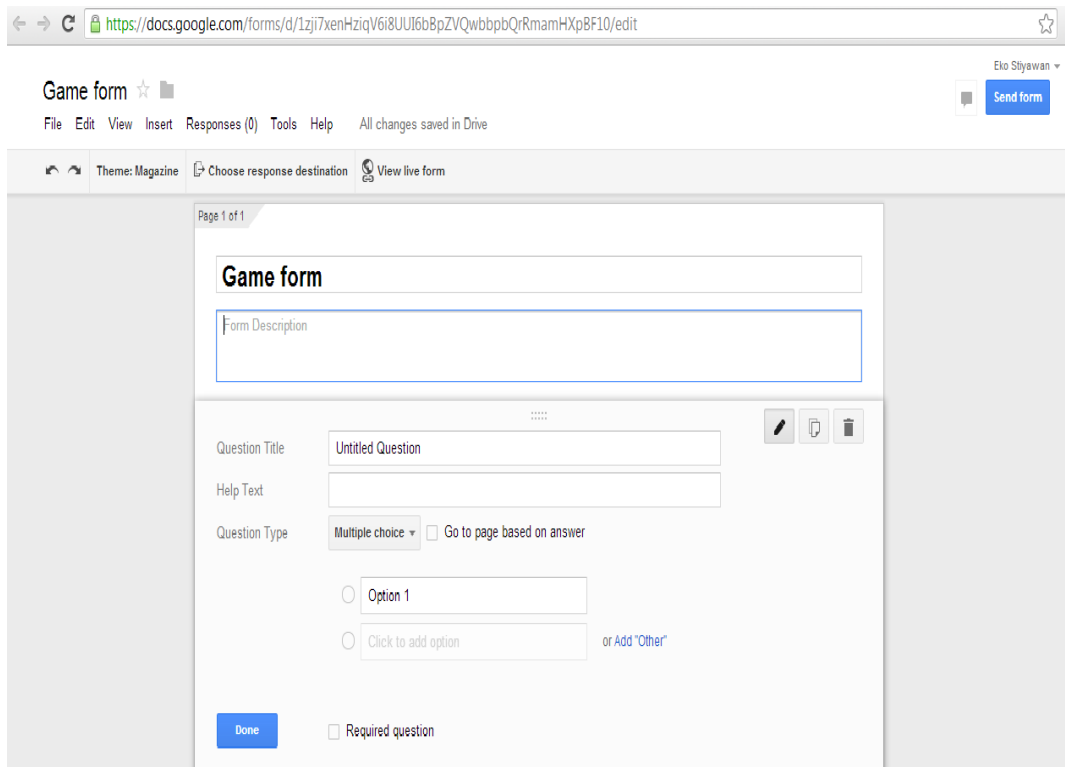 https://docs.google.com/forms/d/1zji7xenHziqV6i8UUI6bBpZVQwbbpbQrRmamHXpBF10/edit
Eko Stiyawan
Game form
Send form
File Edit View Insert Responses (0) Tools Help All changes saved in Drive
Theme: Magazine Choose response destination View live form
Page 1 of 1
Game form
Form Description
Question Title Untitled Question
Help Text
Question Type Multiple choice Go to page based on answer
Option 1
Click to add option or Add "Other"
Done Required question